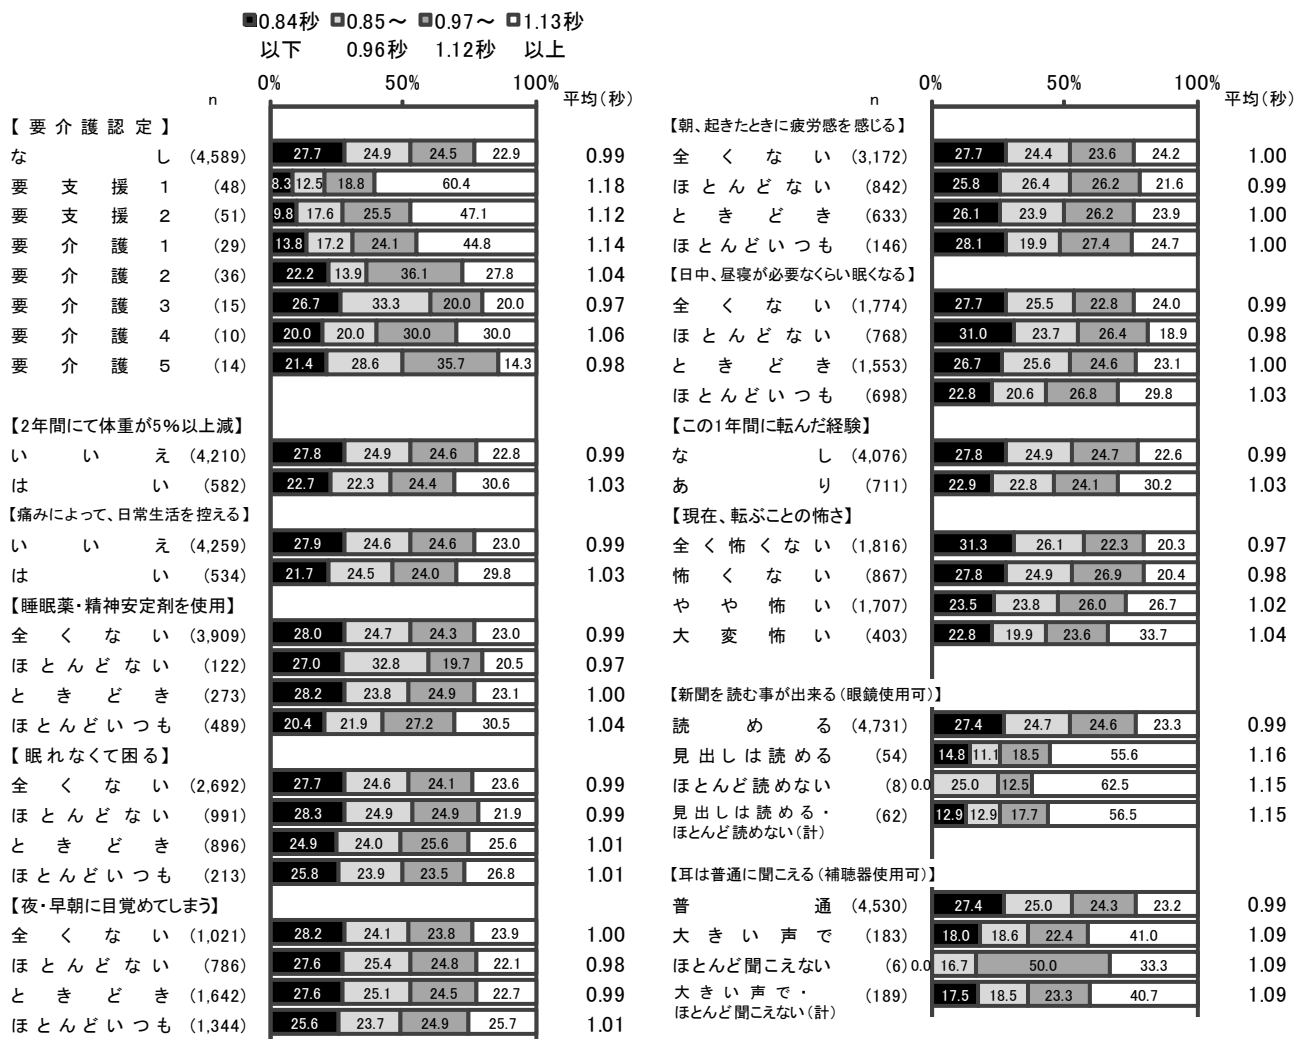 ■0.84秒以下 □0.85～0.96秒 ■0.97～1.12秒 □1.13秒以上
n 0% 50% 100% 平均(秒)
【要介護認定】
なし (4,589) 27.7 24.9 24.5 22.9 0.99
要支援1 (48) 8.3 12.5 18.8 60.4 1.18
要支援2 (51) 9.8 17.6 25.5 47.1 1.12
要介護1 (29) 13.8 17.2 24.1 44.8 1.14
要介護2 (36) 22.2 13.9 36.1 27.8 1.04
要介護3 (15) 26.7 33.3 20.0 20.0 0.97
要介護4 (10) 20.0 20.0 30.0 30.0 1.06
要介護5 (14) 21.4 28.6 35.7 14.3 0.98
【2年間にて体重が5%以上減】
いいえ (4,210) 27.8 24.9 24.6 22.8 0.99
はい (582) 22.7 22.3 24.4 30.6 1.03
【痛みによって、日常生活を控える】
いいえ (4,259) 27.9 24.6 24.6 23.0 0.99
はい (534) 21.7 24.5 24.0 29.8 1.03
【睡眠薬・精神安定剤を使用】
全くない (3,909) 28.0 24.7 24.3 23.0 0.99
ほとんどない (122) 27.0 32.8 19.7 20.5 0.97
ときどき (273) 28.2 23.8 24.9 23.1 1.00
ほとんどいつも (489) 20.4 21.9 27.2 30.5 1.04
【眠れなくて困る】
全くない (2,692) 27.7 24.6 24.1 23.6 0.99
ほとんどない (991) 28.3 24.9 24.9 21.9 0.99
ときどき (896) 24.9 24.0 25.6 25.6 1.01
ほとんどいつも (213) 25.8 23.9 23.5 26.8 1.01
【夜・早朝に目覚めてしまう】
全くない (1,021) 28.2 24.1 23.8 23.9 1.00
ほとんどない (786) 27.6 25.4 24.8 22.1 0.98
ときどき (1,642) 27.6 25.1 24.5 22.7 0.99
ほとんどいつも (1,344) 25.6 23.7 24.9 25.7 1.01
n 0% 50% 100% 平均(秒)
【朝、起きたときに疲労感を感じる】
全くない (3,172) 27.7 24.4 23.6 24.2 1.00
ほとんどない (842) 25.8 26.4 26.2 21.6 0.99
ときどき (633) 26.1 23.9 26.2 23.9 1.00
ほとんどいつも (146) 28.1 19.9 27.4 24.7 1.00
【日中、昼寝が必要なくらい眠くなる】
全くない (1,774) 27.7 25.5 22.8 24.0 0.99
ほとんどない (768) 31.0 23.7 26.4 18.9 0.98
ときどき (1,553) 26.7 25.6 24.6 23.1 1.00
ほとんどいつも (698) 22.8 20.6 26.8 29.8 1.03
【この1年間に転んだ経験】
なし (4,076) 27.8 24.9 24.7 22.6 0.99
あり (711) 22.9 22.8 24.1 30.2 1.03
【現在、転ぶことの怖さ】
全く怖くない (1,816) 31.3 26.1 22.3 20.3 0.97
怖くない (867) 27.8 24.9 26.9 20.4 0.98
やや怖い (1,707) 23.5 23.8 26.0 26.7 1.02
大変怖い (403) 22.8 19.9 23.6 33.7 1.04
【新聞を読む事が出来る(眼鏡使用可)】
読める (4,731) 27.4 24.7 24.6 23.3 0.99
見出しは読める (54) 14.8 11.1 18.5 55.6 1.16
ほとんど読めない (8) 0.0 25.0 12.5 62.5 1.15
見出しは読める・
ほとんど読めない(計) (62) 12.9 12.9 17.7 56.5 1.15
【耳は普通に聞こえる(補聴器使用可)】
普通 (4,530) 27.4 25.0 24.3 23.2 0.99
大きい声で (183) 18.0 18.6 22.4 41.0 1.09
ほとんど聞こえない (6) 0.0 16.7 50.0 33.3 1.09
大きい声で・
ほとんど聞こえない(計) (189) 17.5 18.5 23.3 40.7 1.09